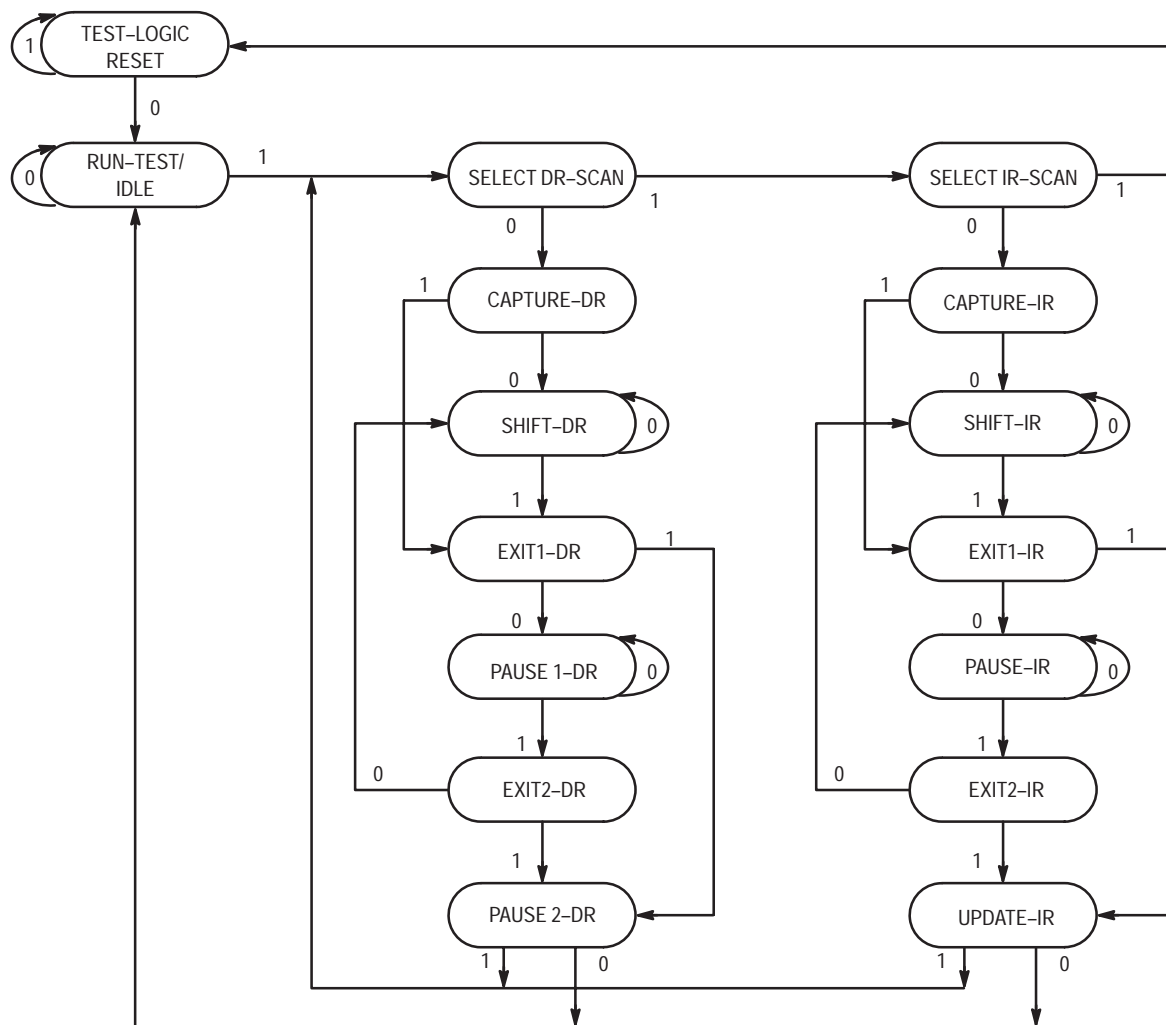 TEST–LOGIC
RESET
1
0
RUN–TEST/
IDLE
0
1
SELECT DR–SCAN
1
0
SELECT IR–SCAN
1
0
1
CAPTURE–DR
0
1
CAPTURE–IR
0
SHIFT–DR
0
1
SHIFT–IR
0
1
EXIT1–DR
1
0
EXIT1–IR
1
0
PAUSE 1–DR
0
1
PAUSE–IR
0
1
0
EXIT2–DR
1
0
EXIT2–IR
1
PAUSE 2–DR
1
0
UPDATE–IR
1
0